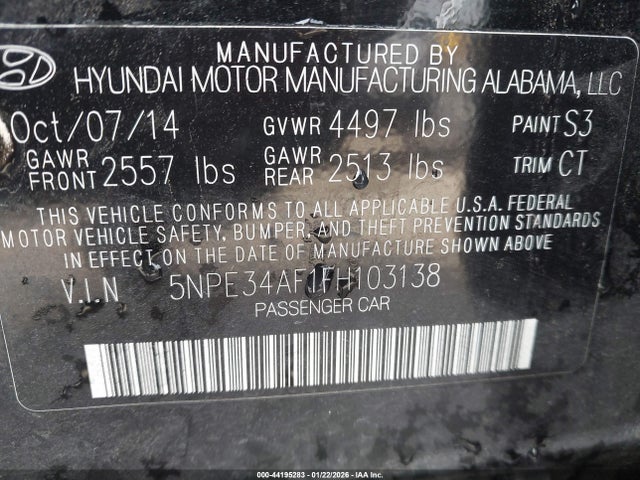 MANUFACTURED BY
HYUNDAI MOTOR MANUFACTURING ALABAMA, LLC
Oct/07/14 GVWR 4497 lbs PAINT S3
GAWR FRONT 2557 lbs GAWR REAR 2513 lbs TRIM CT
THIS VEHICLE CONFORMS TO ALL APPLICABLE U.S.A. FEDERAL
MOTOR VEHICLE SAFETY, BUMPER, AND THEFT PREVENTION STANDARDS
IN EFFECT ON THE DATE OF MANUFACTURE SHOWN ABOVE
V.I.N 5NPE34AF1FH103138
PASSENGER CAR
000-44195283 - 01/22/2026 - IAA Inc.